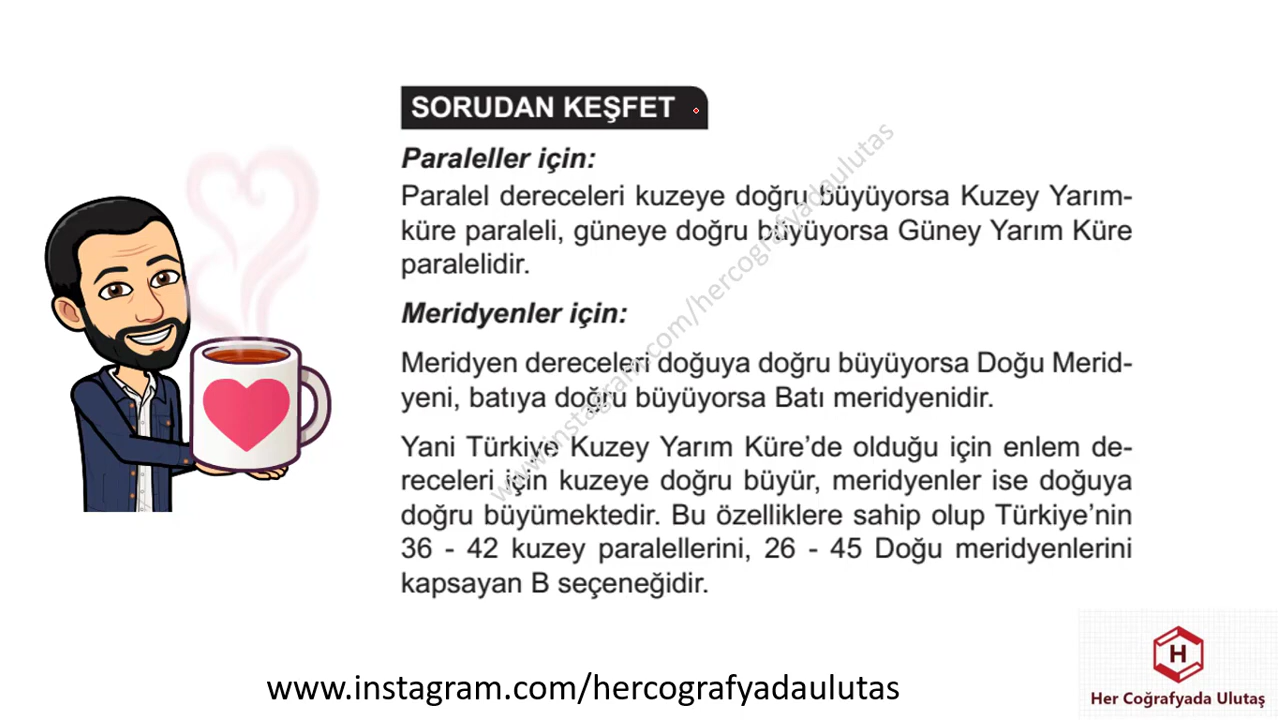 SORUDAN KEŞFET
Paraleller için:
Paralel dereceleri kuzeye doğru büyüyorsa Kuzey Yarım-
küre paraleli, güneye doğru büyüyorsa Güney Yarım Küre
paralelidir.
Meridyenler için:
Meridyen dereceleri doğuya doğru büyüyorsa Doğu Merid-
yeni, batıya doğru büyüyorsa Batı meridyenidir.
Yani Türkiye Kuzey Yarım Küre’de olduğu için enlem de-
receleri için kuzeye doğru büyür, meridyenler ise doğuya
doğru büyümektedir. Bu özelliklere sahip olup Türkiye’nin
36 - 42 kuzey paralellerini, 26 - 45 Doğu meridyenlerini
kapsayan B seçeneğidir.
www.instagram.com/hercografyadaulutas
www.instagram.com/hercografyadaulutas
H
Her Coğrafyada Ulutaş